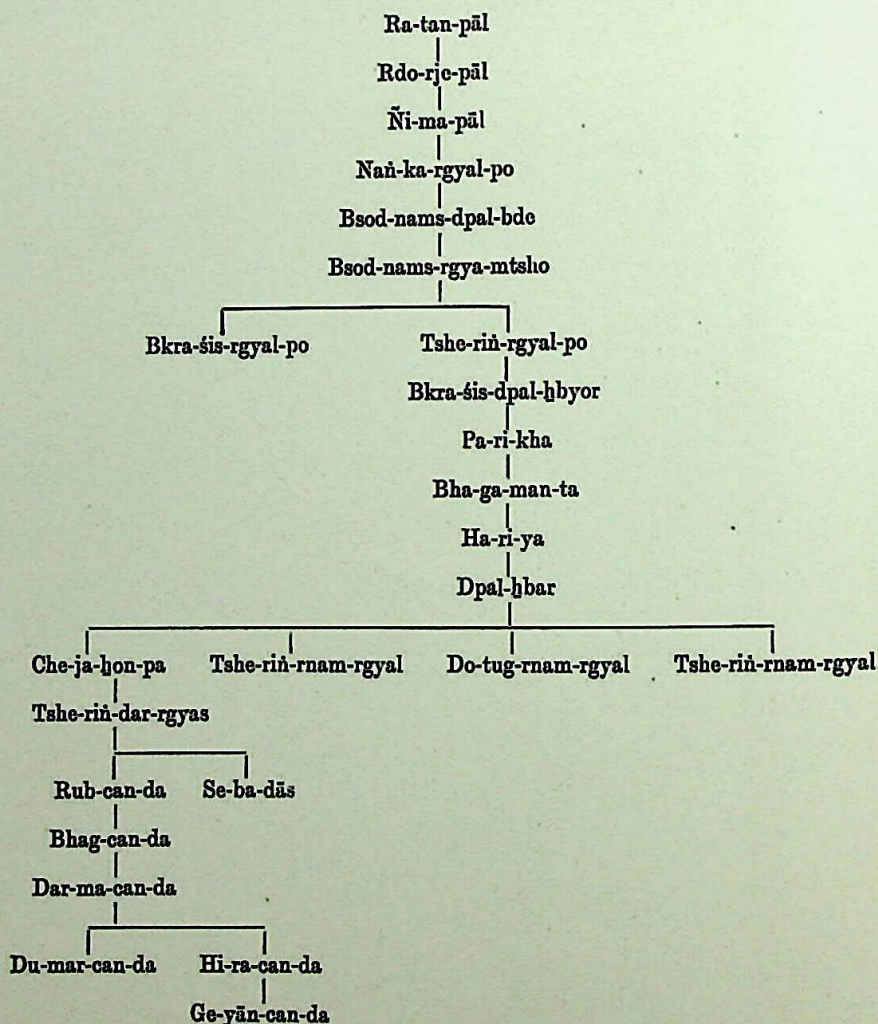 Ra-tan-pāl
Rdo-rje-pāl
Ñi-ma-pāl
Naṅ-ka-rgyal-po
Bsod-nams-dpal-bde
Bsod-nams-rgya-mtsho
Bkra-śis-rgyal-po Tshe-riṅ-rgyal-po
Bkra-śis-dpal-ḫbyor
Pa-ri-kha
Bha-ga-man-ta
Ha-ri-ya
Dpal-ḫbar
Che-ja-ḫon-pa Tshe-riṅ-rnam-rgyal Do-tug-rnam-rgyal Tshe-riṅ-rnam-rgyal
Tshe-riṅ-dar-rgyas
Rub-can-da Se-ba-dās
Bhag-can-da
Dar-ma-can-da
Du-mar-can-da Hi-ra-can-da
Ge-yān-can-da